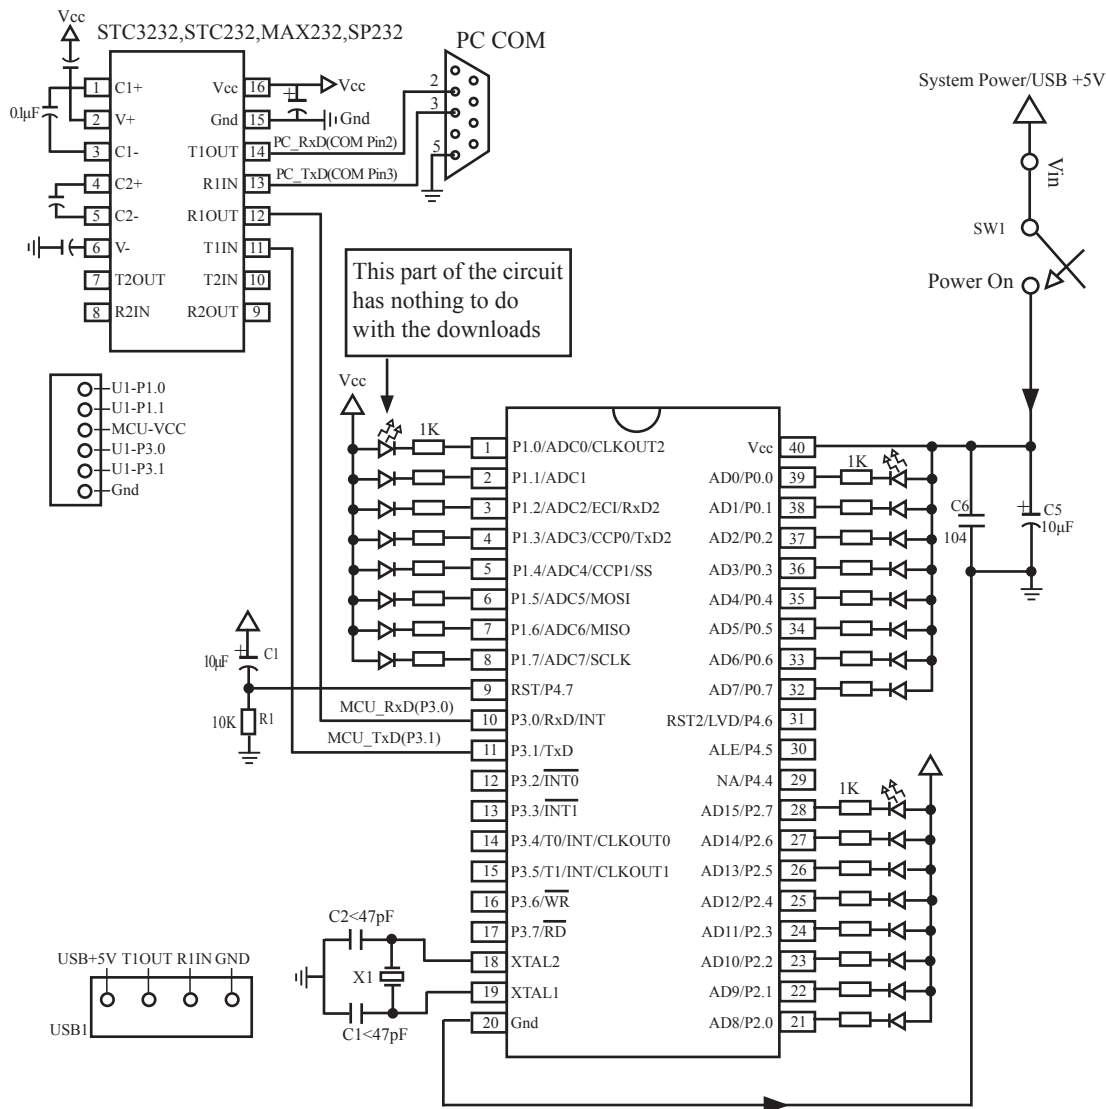 Vcc
STC3232,STC232,MAX232,SP232
PC COM
System Power/USB +5V
Vin
SW1
Power On
0.1μF
1 C1+ Vcc 16 Vcc
2 V+ Gnd 15 Gnd
3 C1- T1OUT 14 PC_RxD(COM Pin2)
4 C2+ R1IN 13 PC_TxD(COM Pin3)
5 C2- R1OUT 12
6 V- T1IN 11
7 T2OUT T2IN 10
8 R2IN R2OUT 9
2
3
5
+
This part of the circuit
has nothing to do
with the downloads
U1-P1.0
U1-P1.1
MCU-VCC
U1-P3.0
U1-P3.1
Gnd
Vcc
1K
1 P1.0/ADC0/CLKOUT2 Vcc 40
2 P1.1/ADC1 AD0/P0.0 39 1K
3 P1.2/ADC2/ECI/RxD2 AD1/P0.1 38
4 P1.3/ADC3/CCP0/TxD2 AD2/P0.2 37
5 P1.4/ADC4/CCP1/SS AD3/P0.3 36
6 P1.5/ADC5/MOSI AD4/P0.4 35
7 P1.6/ADC6/MISO AD5/P0.5 34
8 P1.7/ADC7/SCLK AD6/P0.6 33
9 RST/P4.7 AD7/P0.7 32
MCU_RxD(P3.0) 10 P3.0/RxD/INT RST2/LVD/P4.6 31
MCU_TxD(P3.1) 11 P3.1/TxD ALE/P4.5 30
12 P3.2/INT0 NA/P4.4 29
13 P3.3/INT1 AD15/P2.7 28 1K
14 P3.4/T0/INT/CLKOUT0 AD14/P2.6 27
15 P3.5/T1/INT/CLKOUT1 AD13/P2.5 26
16 P3.6/WR AD12/P2.4 25
17 P3.7/RD AD11/P2.3 24
18 XTAL2 AD10/P2.2 23
19 XTAL1 AD9/P2.1 22
20 Gnd AD8/P2.0 21
C6
104
+ C5
10μF
10μF + C1
10K R1
C2<47pF
X1
C1<47pF
USB+5V T1OUT R1IN GND
USB1